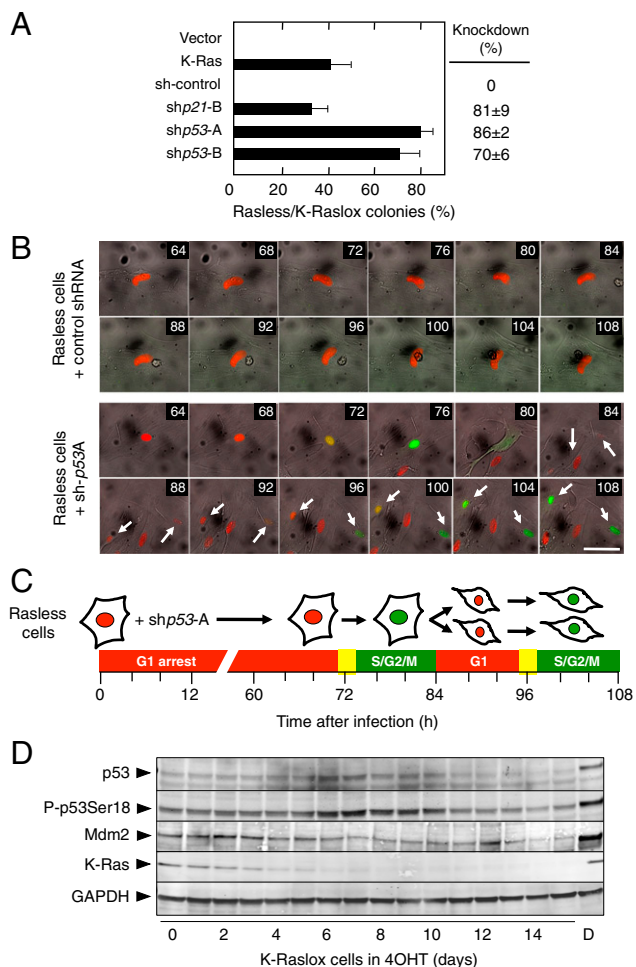 A
Knockdown
(%)
Vector
K-Ras
sh-control 0
shp21-B 81±9
shp53-A 86±2
shp53-B 70±6
0 20 40 60 80
Rasless/K-Raslox colonies (%)
B
Rasless cells
+ control shRNA
64 68 72 76 80 84
88 92 96 100 104 108
Rasless cells
+ sh-p53A
64 68 72 76 80 84
88 92 96 100 104 108
C
Rasless
cells
+ shp53-A
G1 arrest S/G2/M G1 S/G2/M
0 12 60 72 84 96 108
Time after infection (h)
D
p53
P-p53Ser18
Mdm2
K-Ras
GAPDH
0 2 4 6 8 10 12 14 D
K-Raslox cells in 4OHT (days)